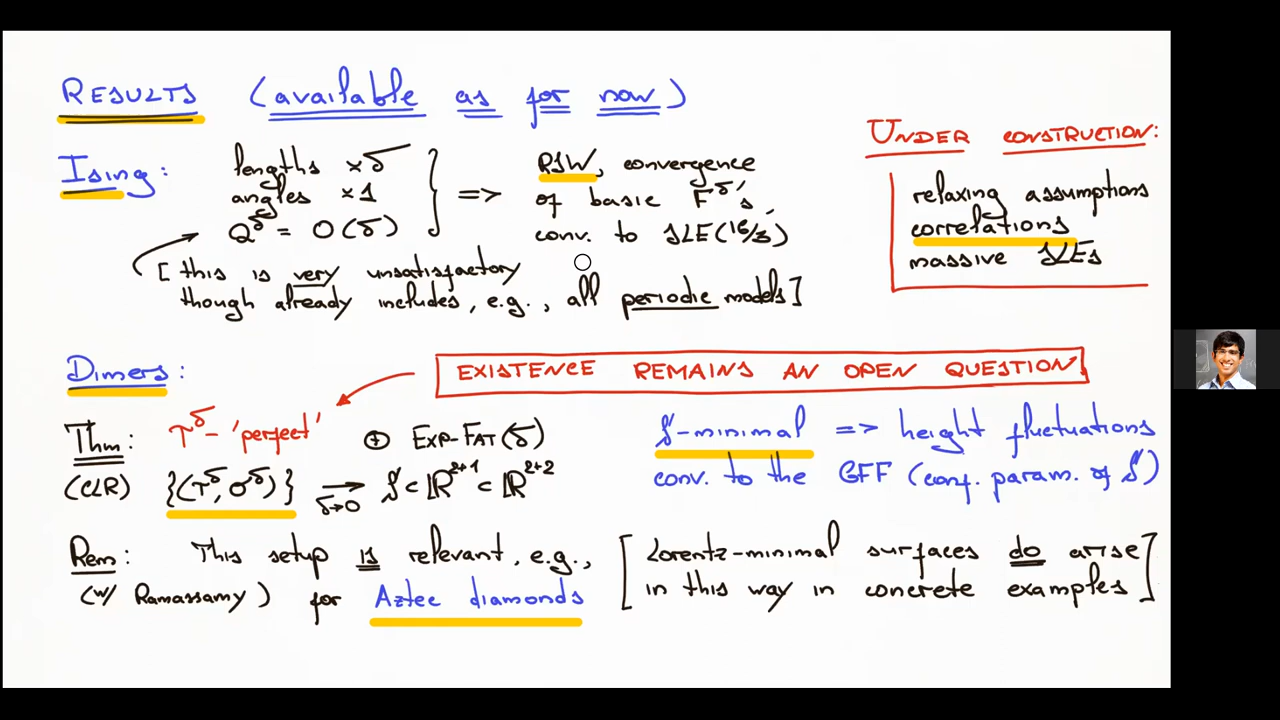 RESULTS (available as for now)
Ising:
lengths ×δ
angles ×1
Q^δ = O(δ)
=>
RSW, convergence
of basic F^δ's,
conv. to SLE(16/3)
[this is very unsatisfactory
though already includes, e.g., all periodic models]
UNDER CONSTRUCTION:
relaxing assumptions
correlations
massive SLEs
Dimers:
EXISTENCE REMAINS AN OPEN QUESTION
Thm: T^δ - 'perfect' ⊕ EXP-FAT(δ)
(CLR) {(T^δ, O^δ)} →_{δ→0} S ⊂ ℝ^{2+1} ⊂ ℝ^{2+2}
S-minimal => height fluctuations
conv. to the GFF (conf. param. of S)
Rem: This setup is relevant, e.g.,
(w/ Ramassamy) for Aztec diamonds
[Lorentz-minimal surfaces do arise
in this way in concrete examples]